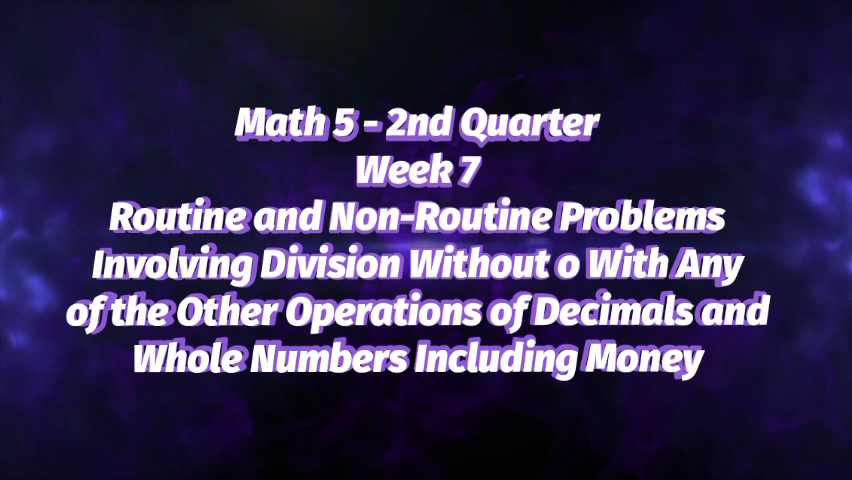 Math 5 - 2nd Quarter
Week 7
Routine and Non-Routine Problems
Involving Division Without o With Any
of the Other Operations of Decimals and
Whole Numbers Including Money